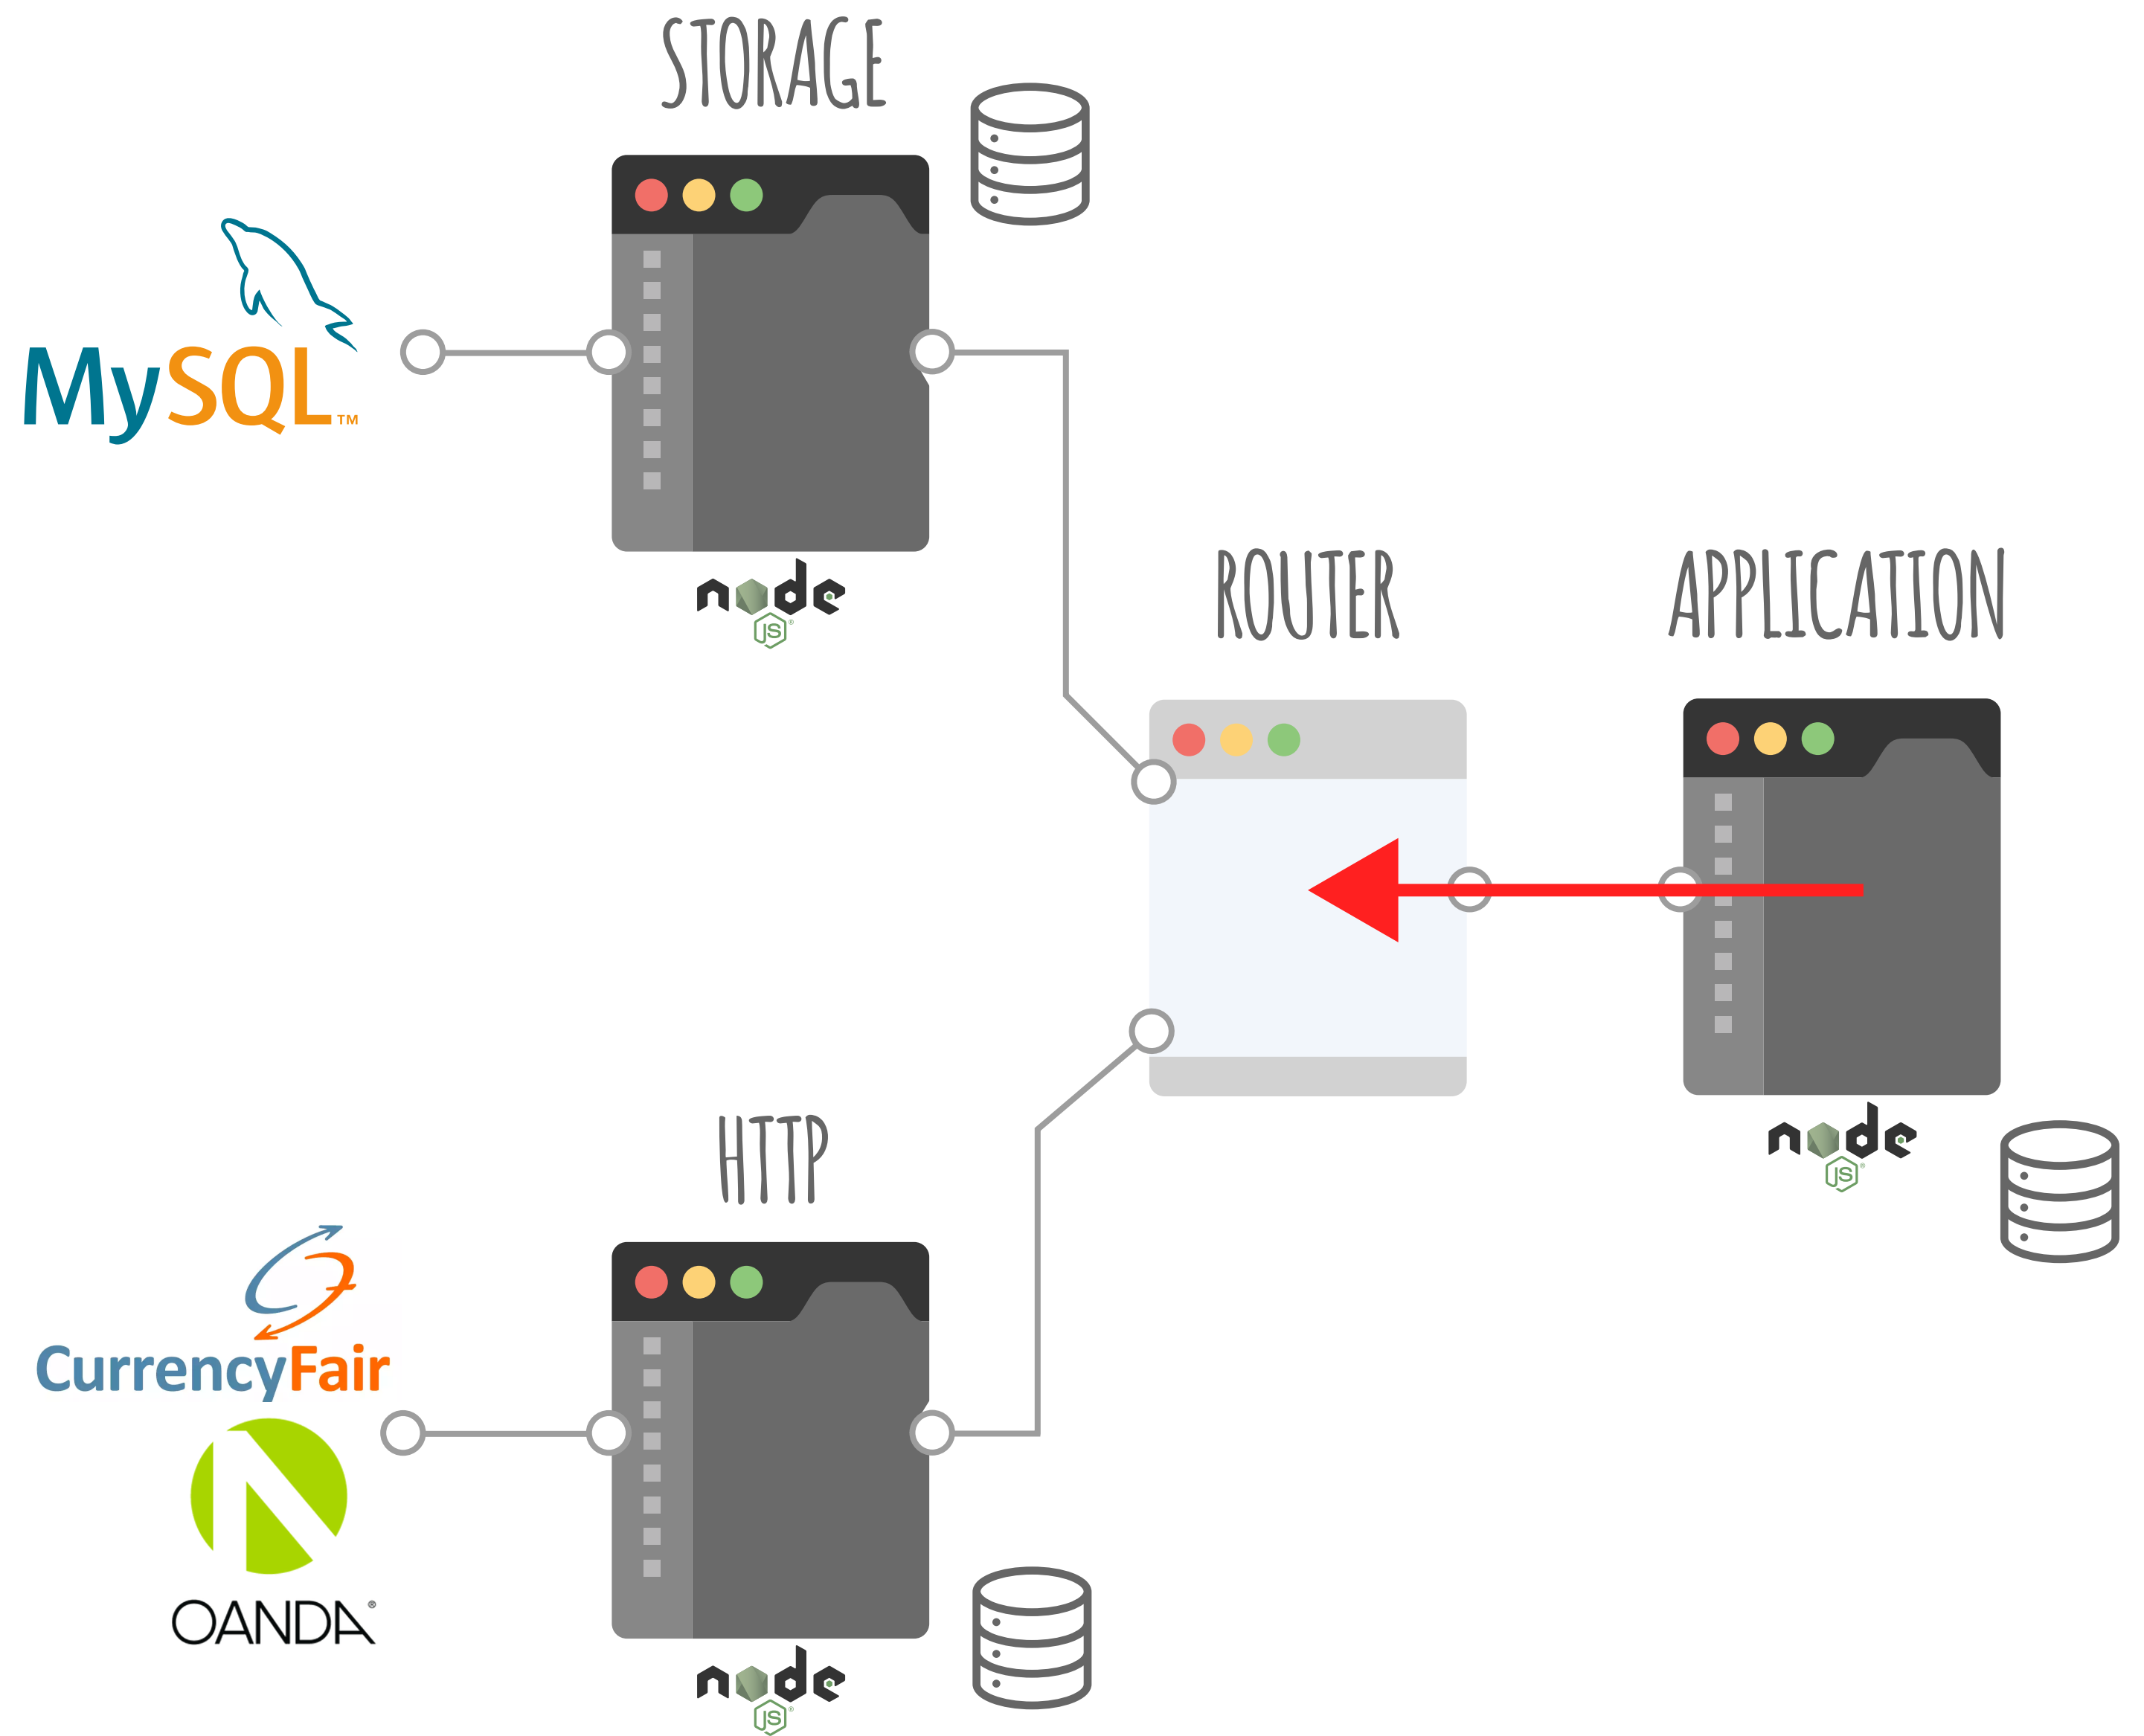 STORAGE
MySQL™
node
JS®
ROUTER
APPLICATION
node
JS®
HTTP
CurrencyFair
OANDA®
node
JS®